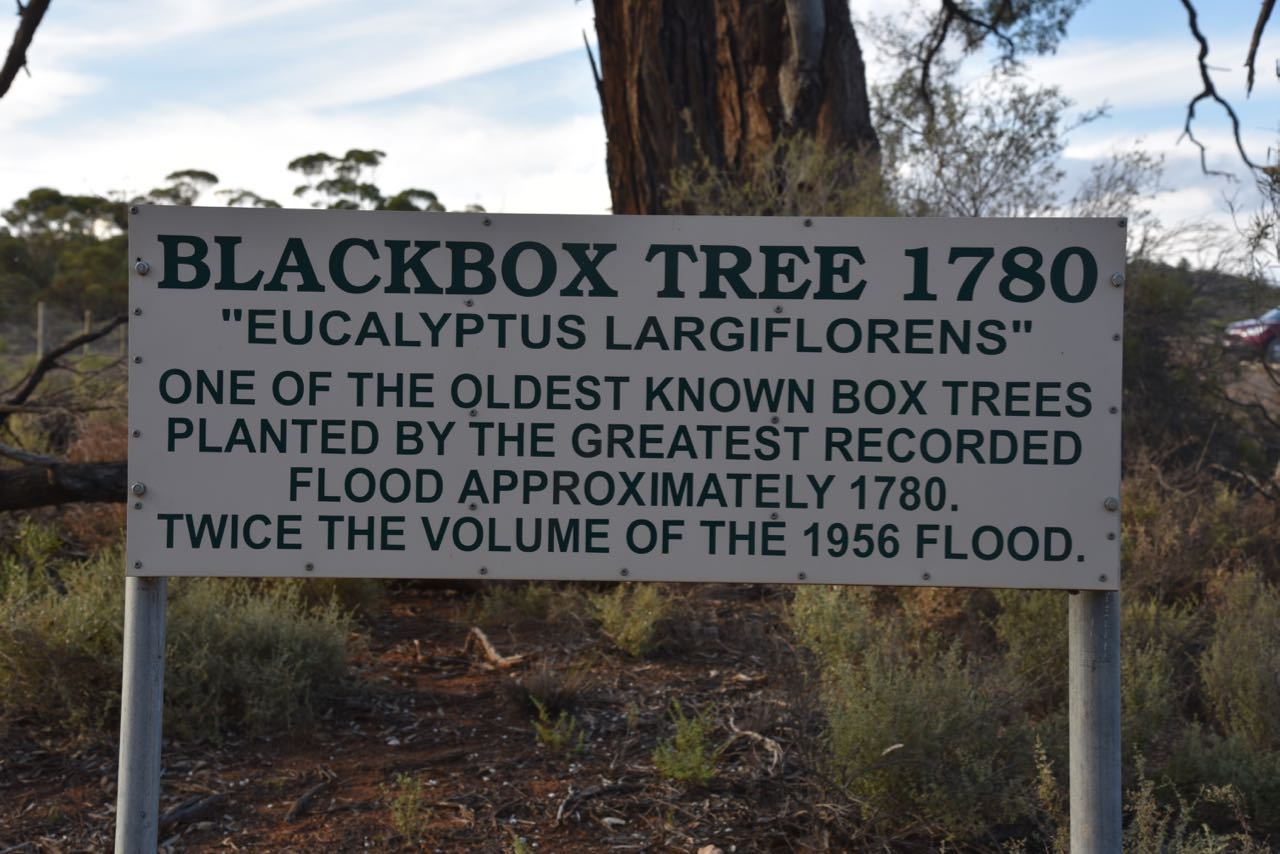 BLACKBOX TREE 1780
"EUCALYPTUS LARGIFLORENS"
ONE OF THE OLDEST KNOWN BOX TREES
PLANTED BY THE GREATEST RECORDED
FLOOD APPROXIMATELY 1780.
TWICE THE VOLUME OF THE 1956 FLOOD.